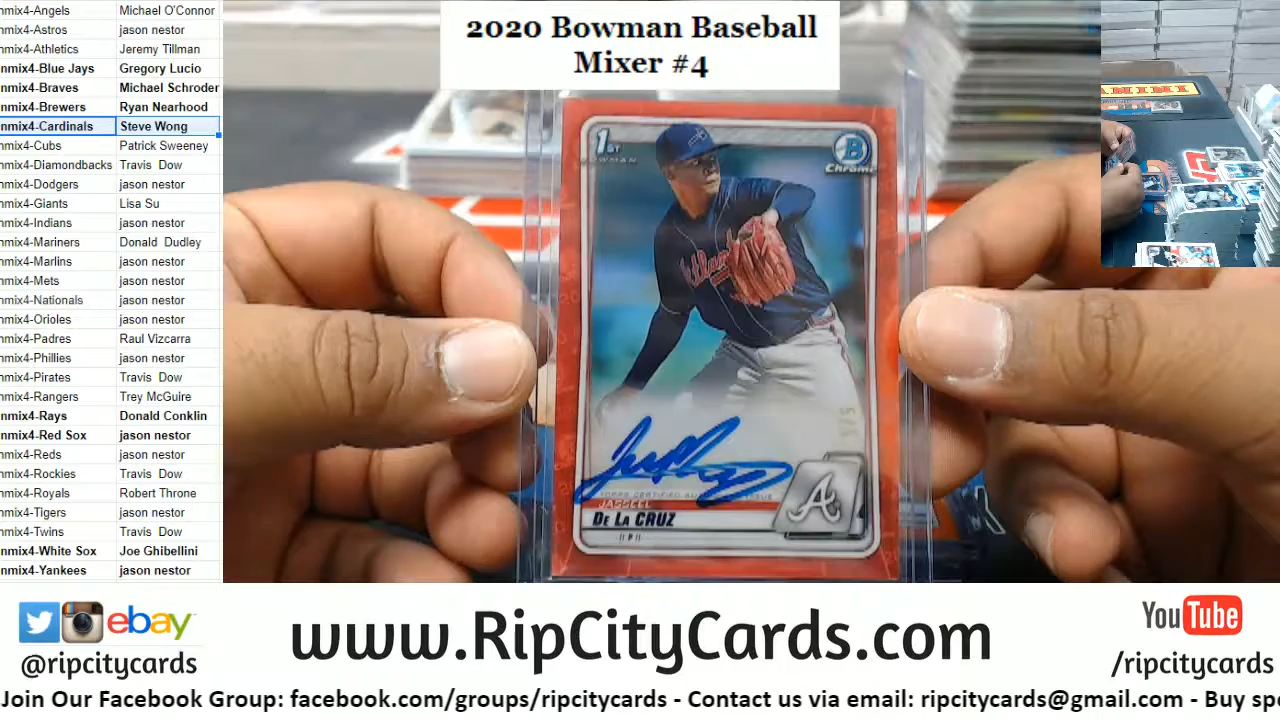 nmix4-Angels Michael O'Connor
nmix4-Astros jason nestor
nmix4-Athletics Jeremy Tillman
nmix4-Blue Jays Gregory Lucio
nmix4-Braves Michael Schroder
nmix4-Brewers Ryan Nearhood
nmix4-Cardinals Steve Wong
nmix4-Cubs Patrick Sweeney
nmix4-Diamondbacks Travis Dow
nmix4-Dodgers jason nestor
nmix4-Giants Lisa Su
nmix4-Indians jason nestor
nmix4-Mariners Donald Dudley
nmix4-Marlins jason nestor
nmix4-Mets jason nestor
nmix4-Nationals jason nestor
nmix4-Orioles jason nestor
nmix4-Padres Raul Vizcarra
nmix4-Phillies jason nestor
nmix4-Pirates Travis Dow
nmix4-Rangers Trey McGuire
nmix4-Rays Donald Conklin
nmix4-Red Sox jason nestor
nmix4-Reds jason nestor
nmix4-Rockies Travis Dow
nmix4-Royals Robert Throne
nmix4-Tigers jason nestor
nmix4-Twins Travis Dow
nmix4-White Sox Joe Ghibellini
nmix4-Yankees jason nestor
2020 Bowman Baseball
Mixer #4
1ST
BOWMAN
B
Chrome
5/5
TOPPS CERTIFIED AUTOGRAPH ISSUE
JASSEEL
DE LA CRUZ
A
// P //
PANINI
ebay
@ripcitycards
www.RipCityCards.com
YouTube
/ripcitycards
Join Our Facebook Group: facebook.com/groups/ripcitycards - Contact us via email: ripcitycards@gmail.com - Buy spo